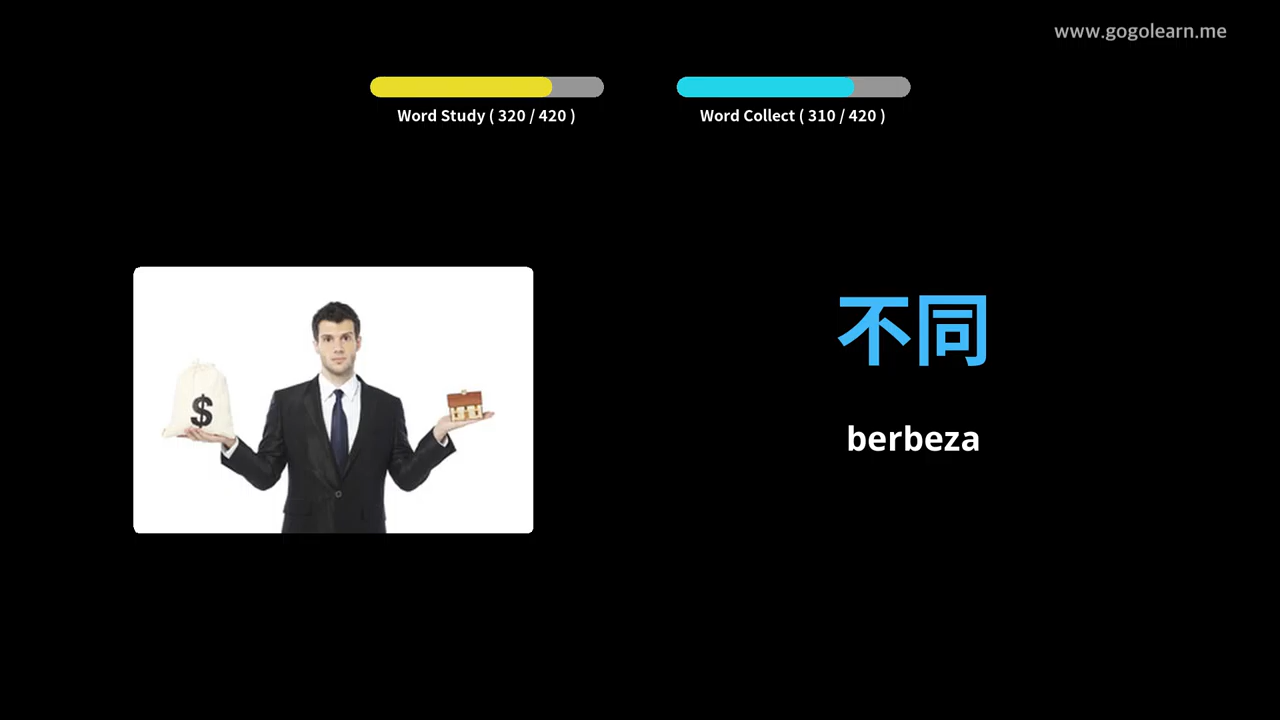 www.gogolearn.me
Word Study ( 320 / 420 )
Word Collect ( 310 / 420 )
$
不同
berbeza